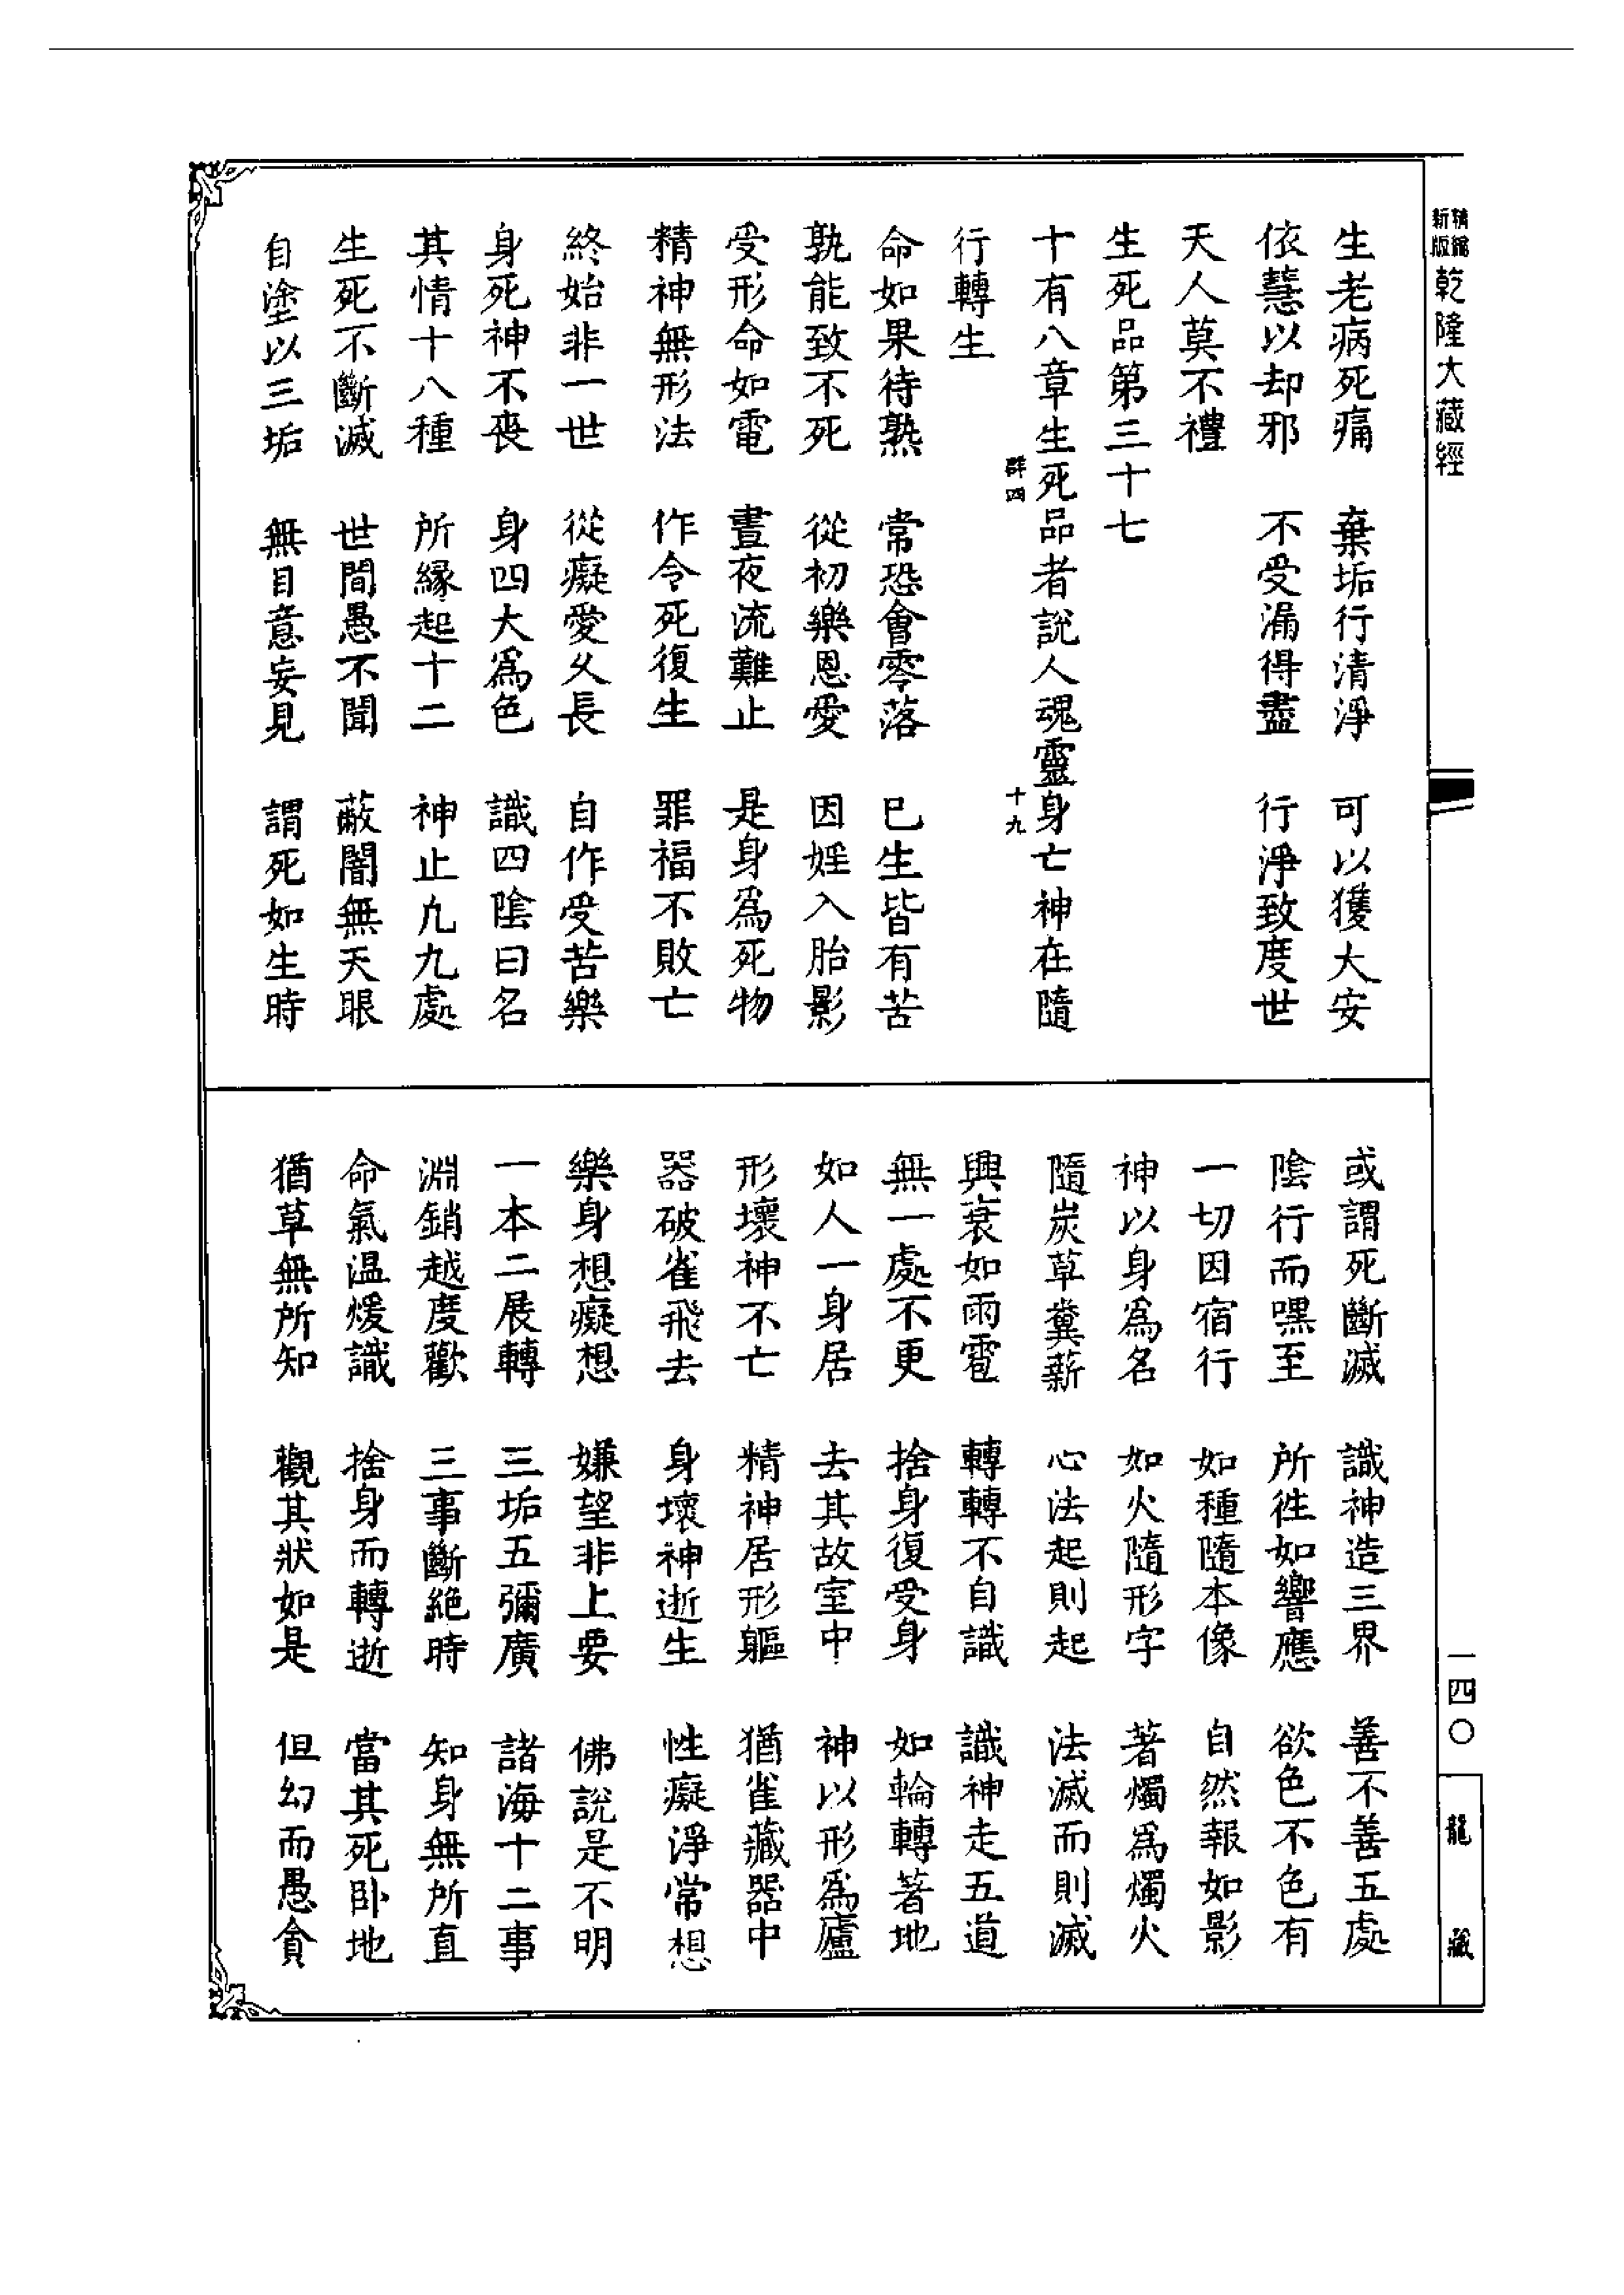 精縮新版乾隆大藏經
生老病死痛　棄垢行清淨　可以獲大安
依慧以却邪　不受漏得盡　行淨致度世
天人莫不禮
生死品第三十七
十有八章生死品者說人魂靈身亡神在隨
群四　十九
行轉生
命如果待熟　常恐會零落　已生皆有苦
孰能致不死　從初樂恩愛　因婬入胎影
受形命如電　晝夜流難止　是身爲死物
精神無形法　作令死復生　罪福不敗亡
終始非一世　從癡愛久長　自作受苦樂
身死神不喪　身四大爲色　識四陰曰名
其情十八種　所緣起十二　神止凡九處
生死不斷滅　世間愚不聞　蔽闇無天眼
自塗以三垢　無目意妄見　謂死如生時
或謂死斷滅　識神造三界　善不善五處
陰行而嘿至　所徃如響應　欲色不色有
一切因宿行　如種隨本像　自然報如影
神以身爲名　如火隨形字　著燭爲燭火
隨炭草糞薪　心法起則起　法滅而則滅
興衰如雨雹　轉轉不自識　識神走五道
無一處不更　捨身復受身　如輪轉著地
如人一身居　去其故室中　神以形爲廬
形壞神不亡　精神居形軀　猶雀藏器中
器破雀飛去　身壞神逝生　性癡淨常想
樂身想癡想　嫌望非上要　佛說是不明
一本二展轉　三垢五彌廣　諸海十二事
淵銷越度歡　三事斷絕時　知身無所直
命氣温煖識　捨身而轉逝　當其死卧地
猶草無所知　觀其狀如是　但幻而愚貪
一四〇
龍藏